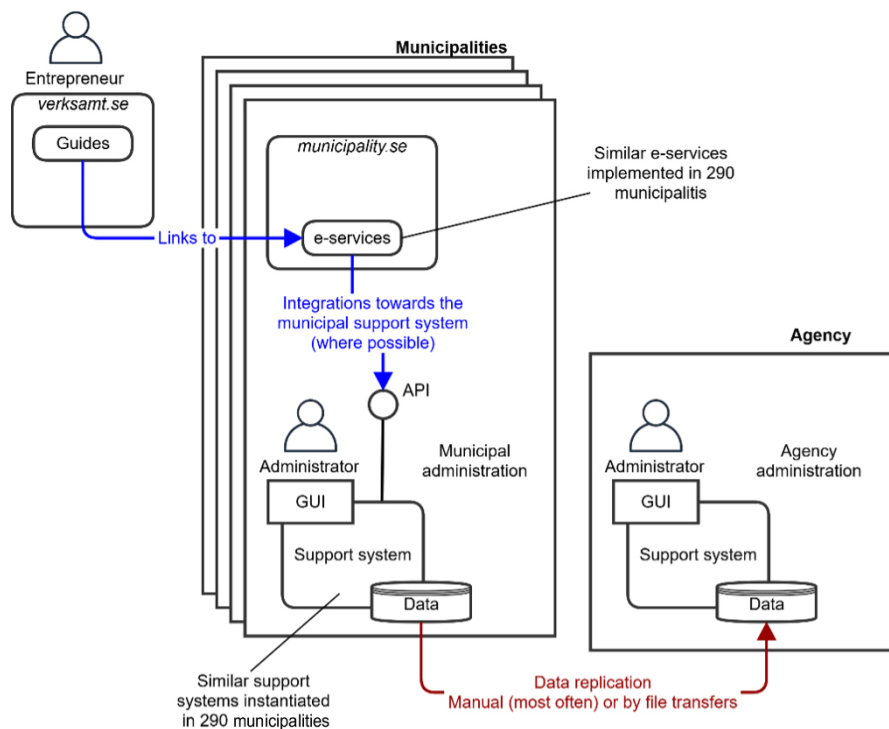 Municipalities
Entrepreneur
verksamt.se
Guides
municipality.se
Similar e-services
implemented in 290
municipalitis
Links to
e-services
Integrations towards the
municipal support system
(where possible)
API
Agency
Administrator
Municipal
administration
GUI
Support system
Data
Administrator
Agency
administration
GUI
Support system
Data
Similar support
systems instantiated
in 290 municipalities
Data replication
Manual (most often) or by file transfers